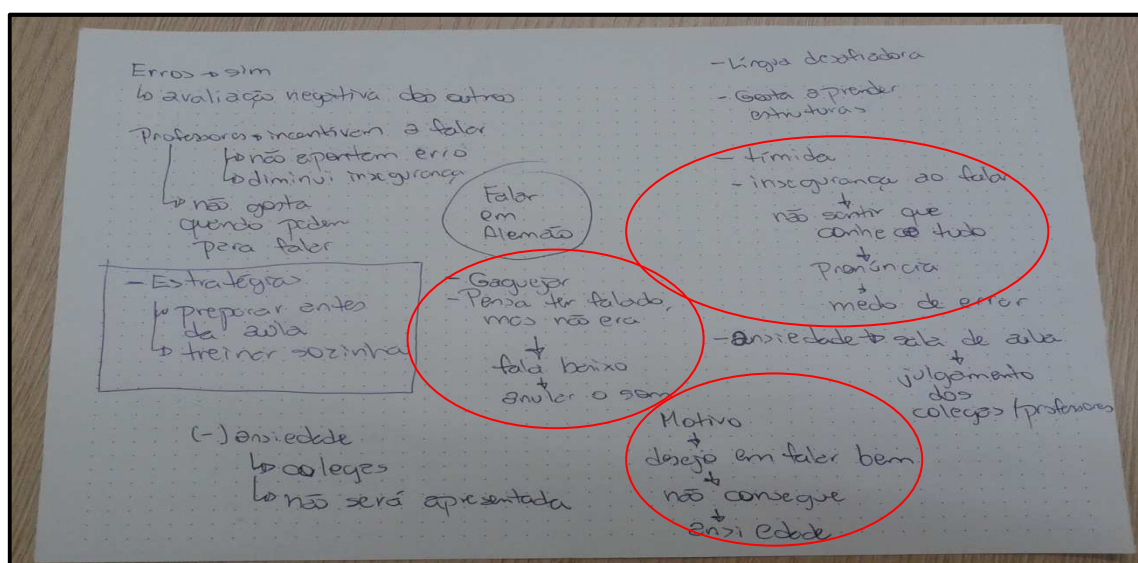 Erros → sim
↳ avaliação negativa dos outros
Professores → incentivem a falar
↳ não apontem erro
↳ diminui insegurança
↳ não gosta
quando pedem
para falar
- Estratégias
↳ preparar antes
da aula
↳ treinar sozinha
(-) ansiedade
↳ colegas
↳ não será apresentada
Falar
em
Alemão
- Gaguejar
- Pensa ter falado,
mas não era
↓
fala baixo
↓
anular o som
- Língua desafiadora
- Gosta aprender
estruturas
- tímida
- insegurança ao falar
↓
não sentir que
conhece tudo
↓
Pronúncia
↓
medo de errar
- ansiedade → sala de aula
↓
julgamento
dos
colegas/professores
Motivo
↓
desejo em falar bem
↓
não consegue
↓
ansiedade